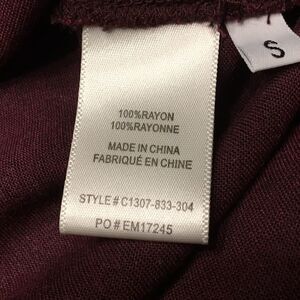 S
100%RAYON
100%RAYONNE
MADE IN CHINA
FABRIQUÉ EN CHINE
STYLE # C1307-833-304
PO # EM17245